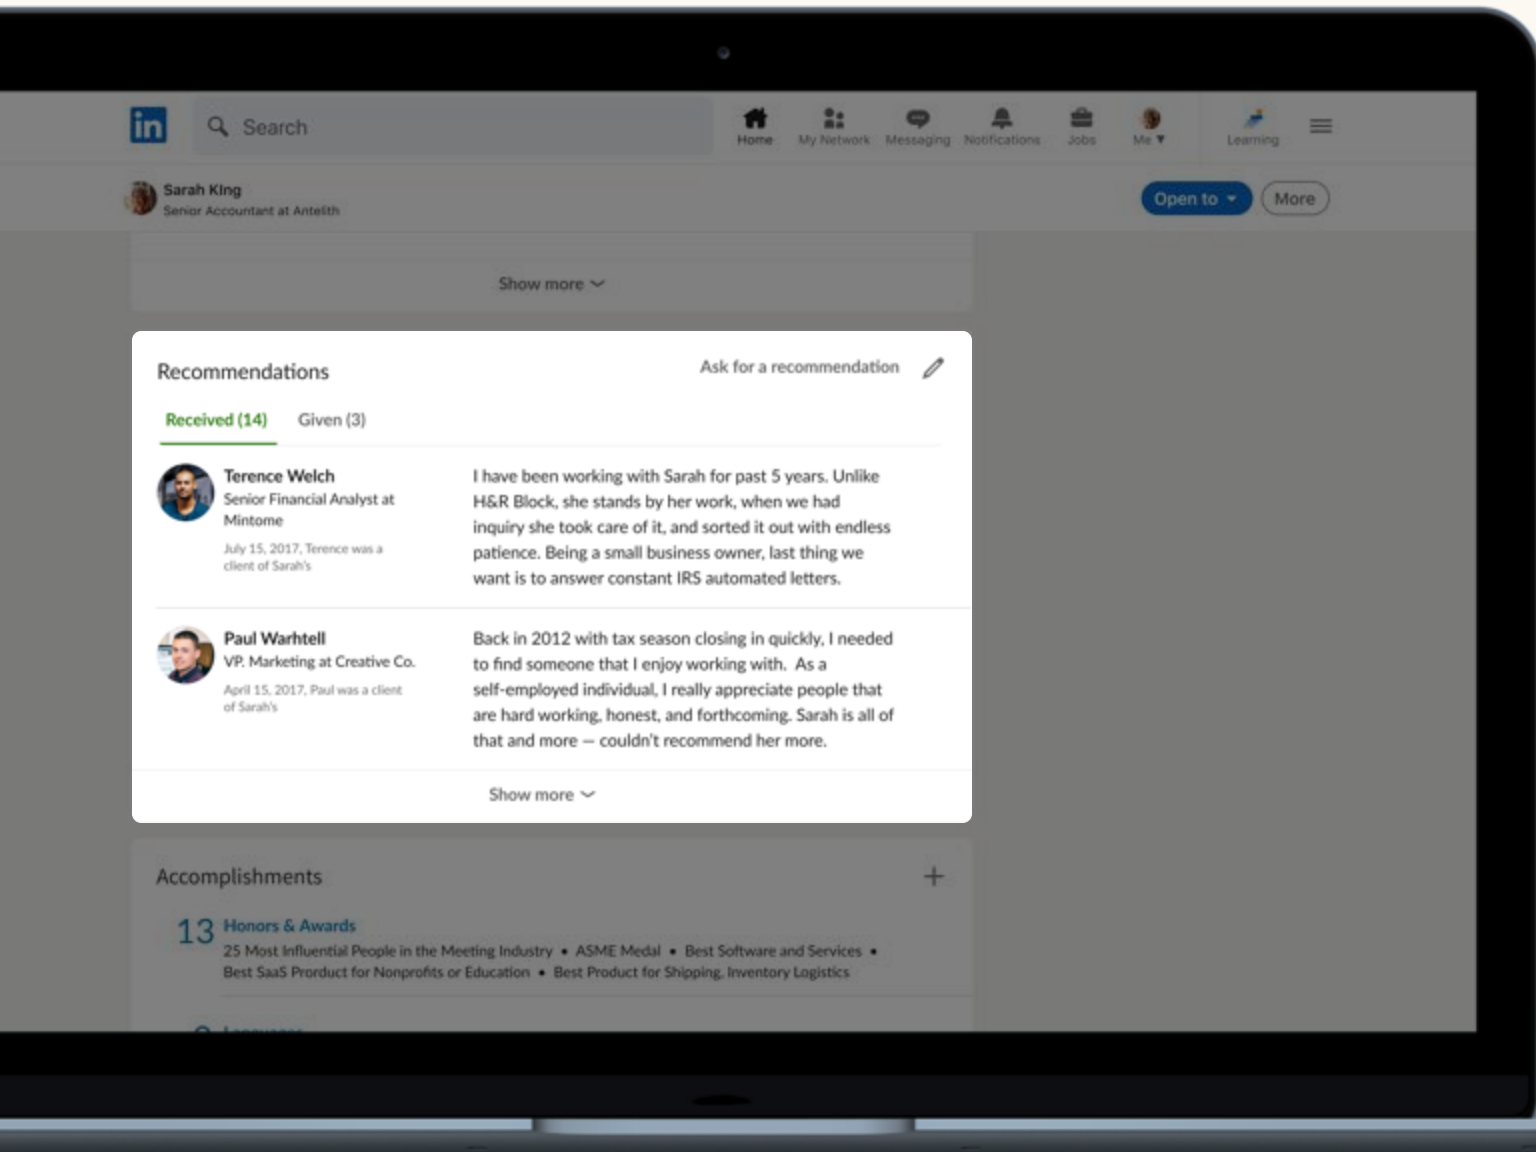 in
Search
Home
My Network
Messaging
Notifications
Jobs
Me ▼
Learning
Sarah KIng
Senior Accountant at Antelith
Open to
More
Show more
Recommendations
Ask for a recommendation
Received (14)
Given (3)
Terence Welch
Senior Financial Analyst at
Mintome
July 15, 2017, Terence was a
client of Sarah's
I have been working with Sarah for past 5 years. Unlike
H&R Block, she stands by her work, when we had
inquiry she took care of it, and sorted it out with endless
patience. Being a small business owner, last thing we
want is to answer constant IRS automated letters.
Paul Warhtell
VP. Marketing at Creative Co.
April 15, 2017, Paul was a client
of Sarah's
Back in 2012 with tax season closing in quickly, I needed
to find someone that I enjoy working with. As a
self-employed individual, I really appreciate people that
are hard working, honest, and forthcoming. Sarah is all of
that and more — couldn't recommend her more.
Show more
Accomplishments
13
Honors & Awards
25 Most Influential People in the Meeting Industry • ASME Medal • Best Software and Services •
Best SaaS Prorduct for Nonprofits or Education • Best Product for Shipping, Inventory Logistics